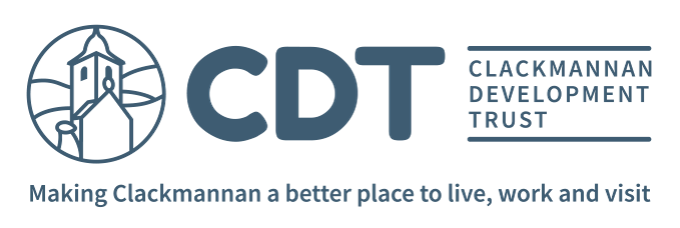 CDT
CLACKMANNAN
DEVELOPMENT
TRUST
Making Clackmannan a better place to live, work and visit